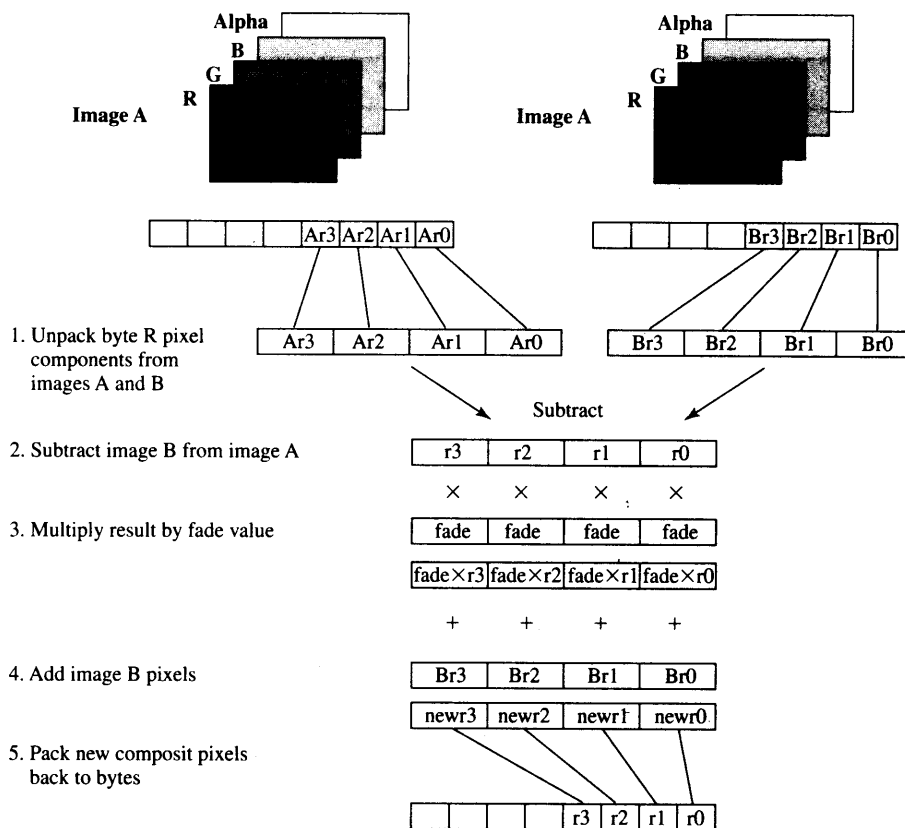 Alpha
B
G
R
Image A
Alpha
B
G
R
Image A
Ar3 Ar2 Ar1 Ar0
Br3 Br2 Br1 Br0
1. Unpack byte R pixel
components from
images A and B
Ar3 Ar2 Ar1 Ar0
Br3 Br2 Br1 Br0
Subtract
2. Subtract image B from image A
r3 r2 r1 r0
× × × ×
3. Multiply result by fade value
fade fade fade fade
fade×r3 fade×r2 fade×r1 fade×r0
+ + + +
4. Add image B pixels
Br3 Br2 Br1 Br0
newr3 newr2 newr1 newr0
5. Pack new composit pixels
back to bytes
r3 r2 r1 r0